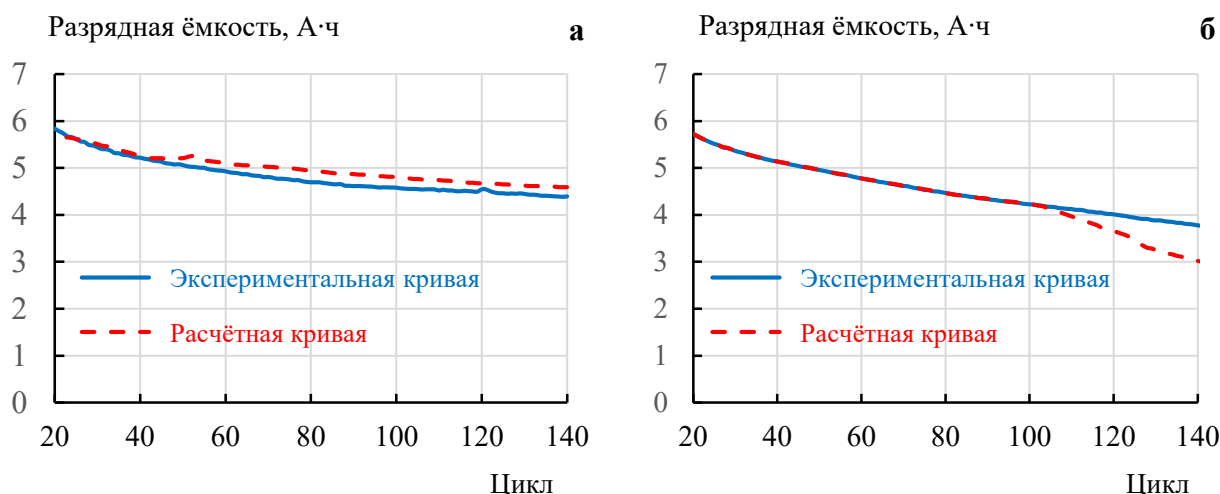 Разрядная ёмкость, А·ч
а
7
6
5
4
3
2
1
0
Экспериментальная кривая
Расчётная кривая
20 40 60 80 100 120 140
Цикл
Разрядная ёмкость, А·ч
б
7
6
5
4
3
2
1
0
Экспериментальная кривая
Расчётная кривая
20 40 60 80 100 120 140
Цикл